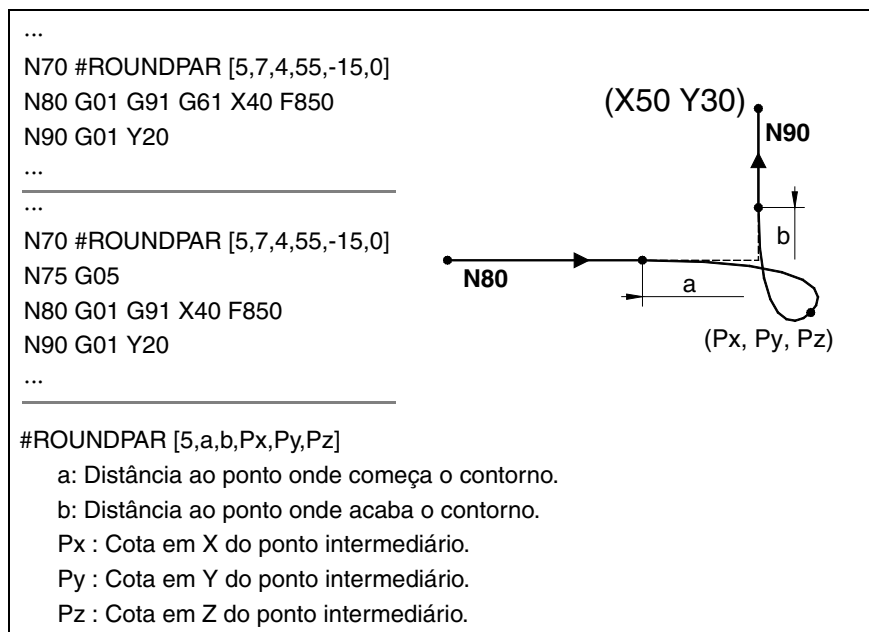 ...
N70 #ROUNDPAR [5,7,4,55,-15,0]
N80 G01 G91 G61 X40 F850
N90 G01 Y20
...
...
N70 #ROUNDPAR [5,7,4,55,-15,0]
N75 G05
N80 G01 G91 X40 F850
N90 G01 Y20
...
(X50 Y30)
N90
b
N80
a
(Px, Py, Pz)
#ROUNDPAR [5,a,b,Px,Py,Pz]
a: Distância ao ponto onde começa o contorno.
b: Distância ao ponto onde acaba o contorno.
Px : Cota em X do ponto intermediário.
Py : Cota em Y do ponto intermediário.
Pz : Cota em Z do ponto intermediário.